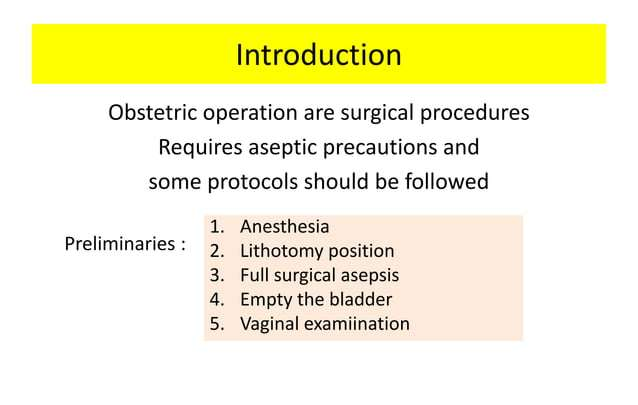 Introduction
Obstetric operation are surgical procedures
Requires aseptic precautions and
some protocols should be followed
Preliminaries :
1. Anesthesia
2. Lithotomy position
3. Full surgical asepsis
4. Empty the bladder
5. Vaginal examiination